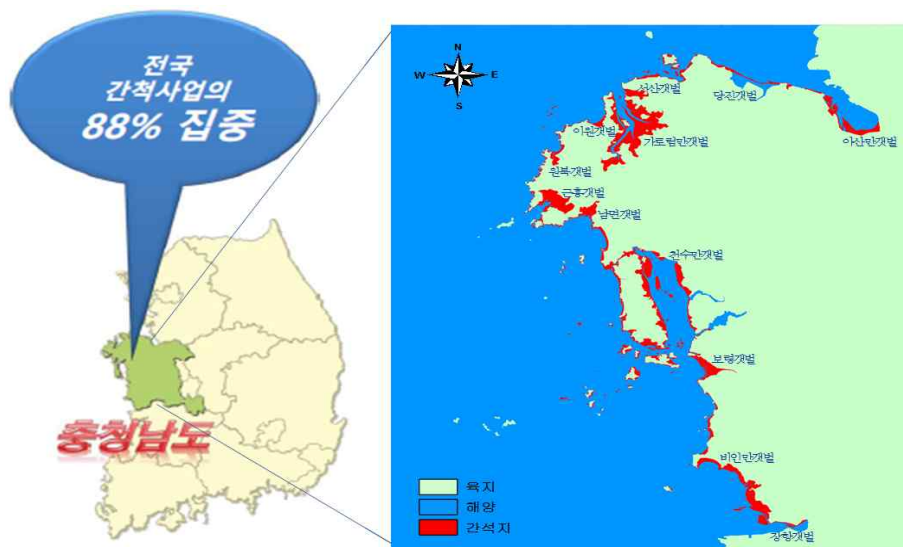 전국
간척사업의
88% 집중
충청남도
N
W
E
S
서산갯벌
당진갯벌
이원갯벌
가로림만갯벌
아산만갯벌
원북갯벌
근흥갯벌
남면갯벌
천수만갯벌
보령갯벌
비인만갯벌
장항갯벌
육지
해양
간석지